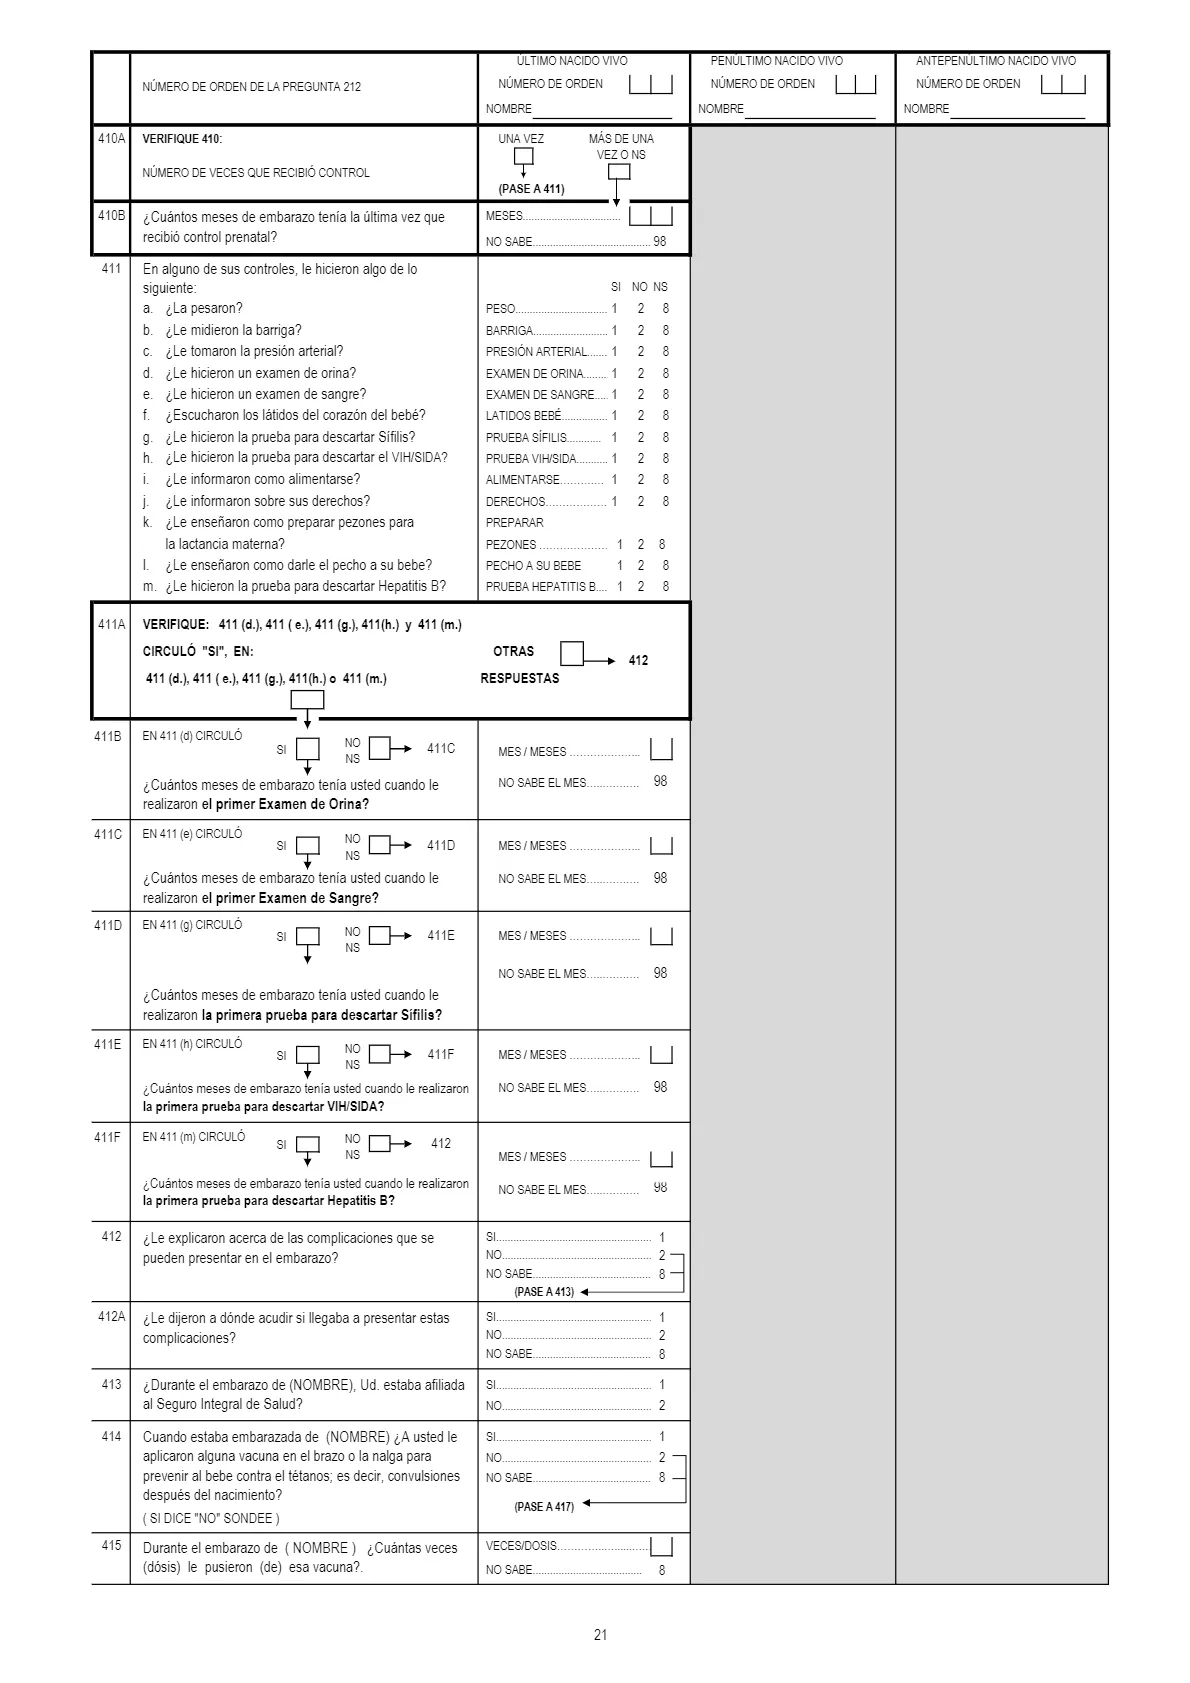 NÚMERO DE ORDEN DE LA PREGUNTA 212
ÚLTIMO NACIDO VIVO
NÚMERO DE ORDEN
NOMBRE
PENÚLTIMO NACIDO VIVO
NÚMERO DE ORDEN
NOMBRE
ANTEPENÚLTIMO NACIDO VIVO
NÚMERO DE ORDEN
NOMBRE
410A VERIFIQUE 410:
NÚMERO DE VECES QUE RECIBIÓ CONTROL
UNA VEZ
(PASE A 411)
MÁS DE UNA
VEZ O NS
410B ¿Cuántos meses de embarazo tenía la última vez que
recibió control prenatal?
MESES..................................
NO SABE......................................... 98
411 En alguno de sus controles, le hicieron algo de lo
siguiente:
SI NO NS
a. ¿La pesaron? PESO................................ 1 2 8
b. ¿Le midieron la barriga? BARRIGA.......................... 1 2 8
c. ¿Le tomaron la presión arterial? PRESIÓN ARTERIAL....... 1 2 8
d. ¿Le hicieron un examen de orina? EXAMEN DE ORINA........ 1 2 8
e. ¿Le hicieron un examen de sangre? EXAMEN DE SANGRE..... 1 2 8
f. ¿Escucharon los látidos del corazón del bebé? LATIDOS BEBÉ................ 1 2 8
g. ¿Le hicieron la prueba para descartar Sífilis? PRUEBA SÍFILIS............ 1 2 8
h. ¿Le hicieron la prueba para descartar el VIH/SIDA? PRUEBA VIH/SIDA........... 1 2 8
i. ¿Le informaron como alimentarse? ALIMENTARSE…………. 1 2 8
j. ¿Le informaron sobre sus derechos? DERECHOS……………… 1 2 8
k. ¿Le enseñaron como preparar pezones para PREPARAR
la lactancia materna? PEZONES ……………….. 1 2 8
l. ¿Le enseñaron como darle el pecho a su bebe? PECHO A SU BEBE 1 2 8
m. ¿Le hicieron la prueba para descartar Hepatitis B? PRUEBA HEPATITIS B.... 1 2 8
411A VERIFIQUE: 411 (d.), 411 ( e.), 411 (g.), 411(h.) y 411 (m.)
CIRCULÓ "SI", EN: OTRAS 412
411 (d.), 411 ( e.), 411 (g.), 411(h.) o 411 (m.) RESPUESTAS
411B EN 411 (d) CIRCULÓ
SI NO
NS
411C
¿Cuántos meses de embarazo tenía usted cuando le
realizaron el primer Examen de Orina?
MES / MESES …………………..
NO SABE EL MES……………. 98
411C EN 411 (e) CIRCULÓ
SI NO
NS
411D
¿Cuántos meses de embarazo tenía usted cuando le
realizaron el primer Examen de Sangre?
MES / MESES …………………..
NO SABE EL MES……………. 98
411D EN 411 (g) CIRCULÓ
SI NO
NS
411E
¿Cuántos meses de embarazo tenía usted cuando le
realizaron la primera prueba para descartar Sífilis?
MES / MESES …………………..
NO SABE EL MES……………. 98
411E EN 411 (h) CIRCULÓ
SI NO
NS
411F
¿Cuántos meses de embarazo tenía usted cuando le realizaron
la primera prueba para descartar VIH/SIDA?
MES / MESES …………………..
NO SABE EL MES……………. 98
411F EN 411 (m) CIRCULÓ
SI NO
NS
412
¿Cuántos meses de embarazo tenía usted cuando le realizaron
la primera prueba para descartar Hepatitis B?
MES / MESES …………………..
NO SABE EL MES……………. 98
412 ¿Le explicaron acerca de las complicaciones que se
pueden presentar en el embarazo?
SI...................................................... 1
NO.................................................... 2
NO SABE......................................... 8
(PASE A 413)
412A ¿Le dijeron a dónde acudir si llegaba a presentar estas
complicaciones?
SI...................................................... 1
NO.................................................... 2
NO SABE......................................... 8
413 ¿Durante el embarazo de (NOMBRE), Ud. estaba afiliada
al Seguro Integral de Salud?
SI...................................................... 1
NO.................................................... 2
414 Cuando estaba embarazada de (NOMBRE) ¿A usted le
aplicaron alguna vacuna en el brazo o la nalga para
prevenir al bebe contra el tétanos; es decir, convulsiones
después del nacimiento?
( SI DICE "NO" SONDEE )
SI...................................................... 1
NO.................................................... 2
NO SABE......................................... 8
(PASE A 417)
415 Durante el embarazo de ( NOMBRE ) ¿Cuántas veces
(dósis) le pusieron (de) esa vacuna?.
VECES/DOSIS……………………….
NO SABE...................................... 8
21